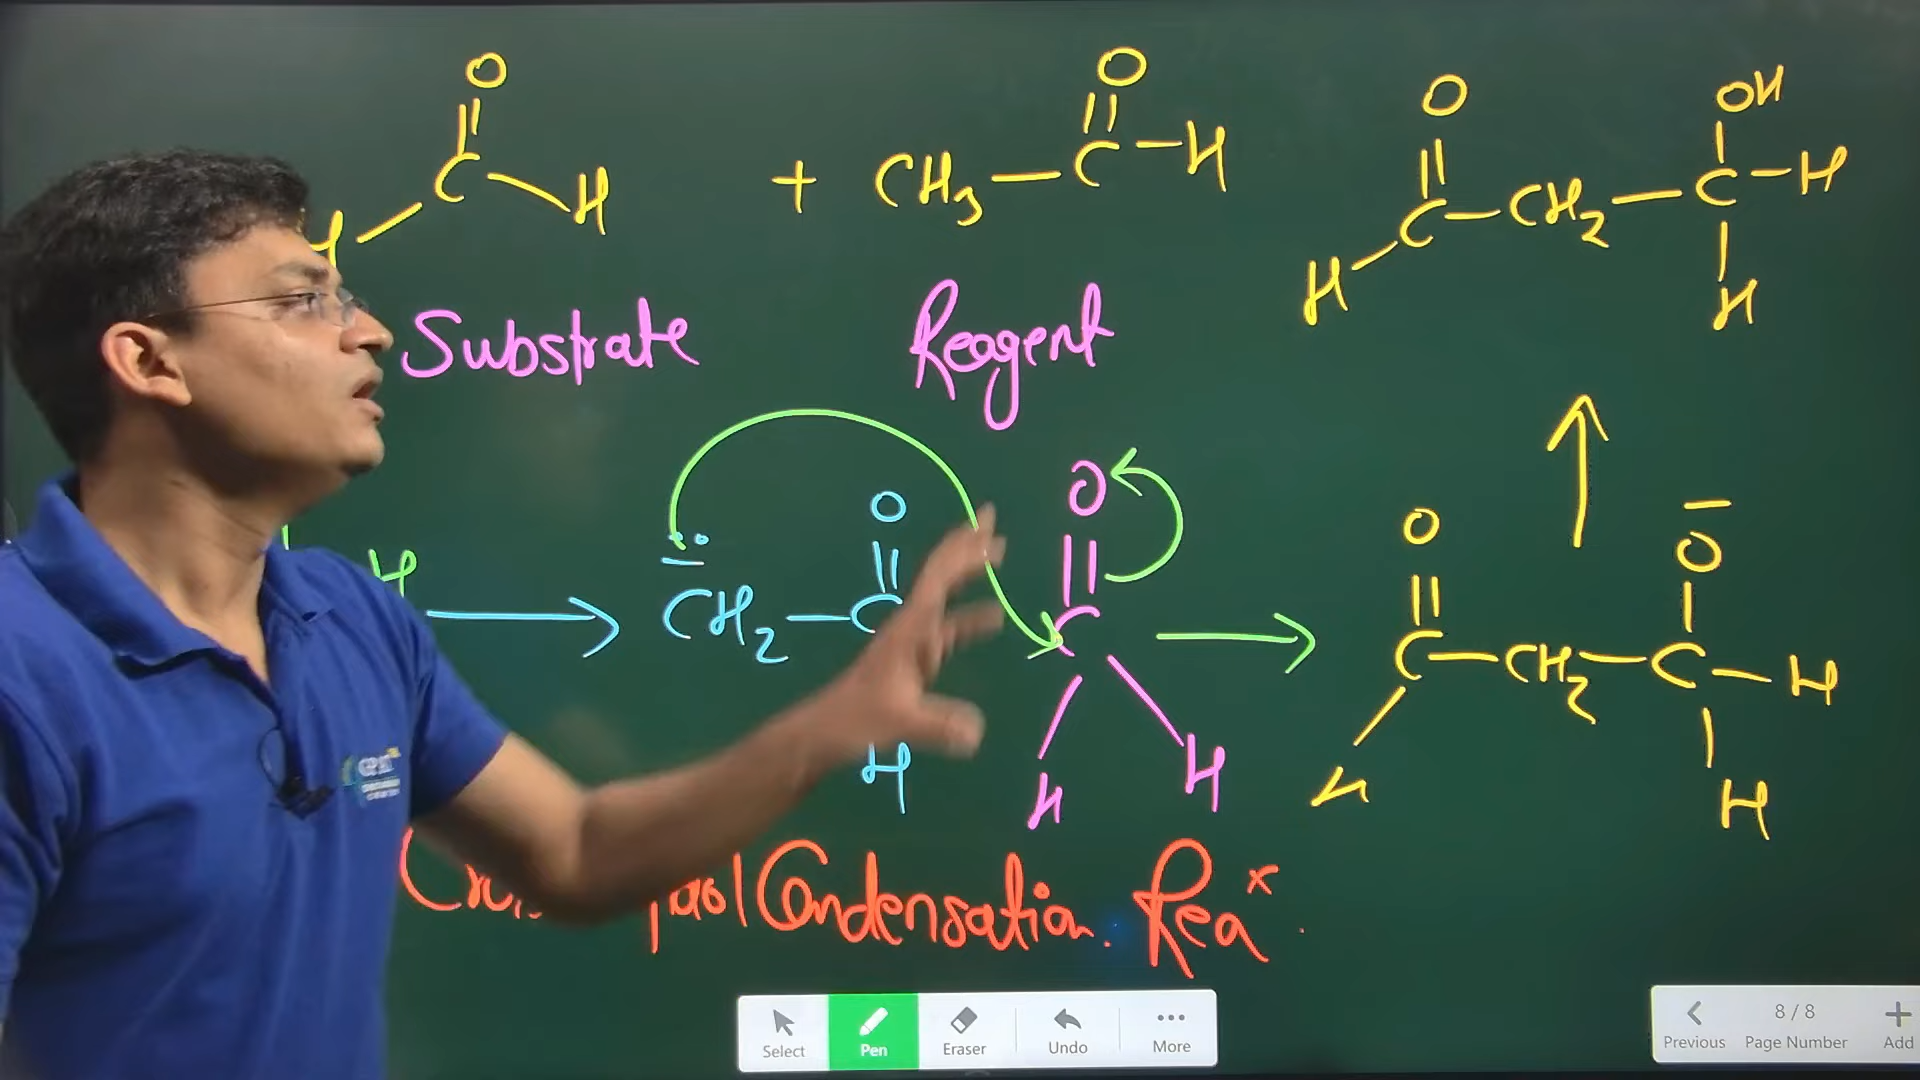 O O O OH
C H + CH₃ — C — H H C — CH₂ — C — H
H
Substrate Reagent
O
O O O⁻
H CH₂ — C C C — CH₂ — C — H
H H H H H
Condensation. Reaˣ.
Select Pen Eraser Undo More
8 / 8
Previous Page Number Add